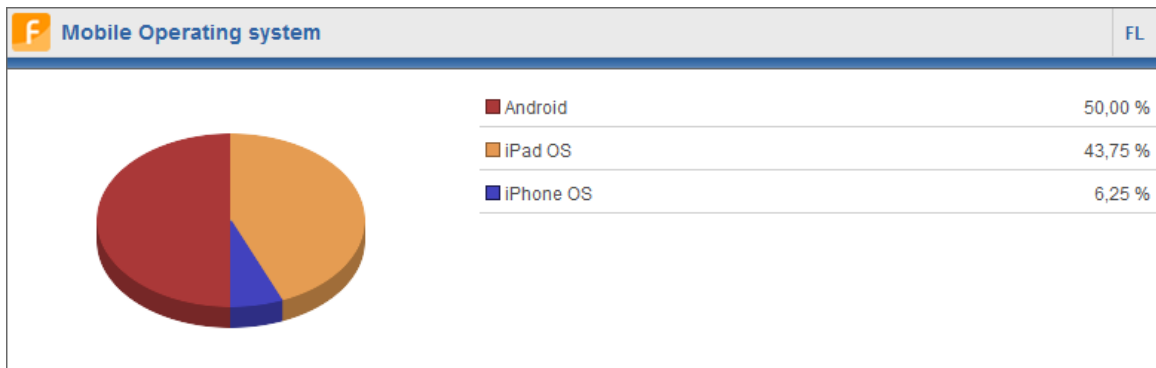 Mobile Operating system FL
Android 50,00 %
iPad OS 43,75 %
iPhone OS 6,25 %